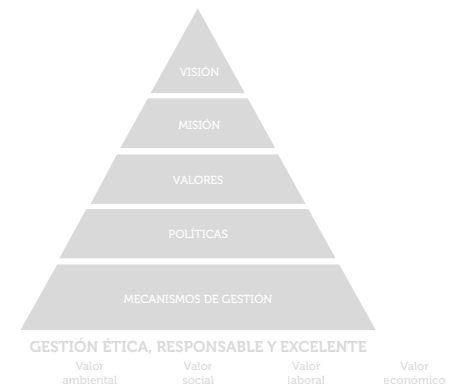 VISIÓN
MISIÓN
VALORES
POLÍTICAS
MECANISMOS DE GESTIÓN
GESTIÓN ÉTICA, RESPONSABLE Y EXCELENTE
Valor Valor Valor Valor
ambiental social laboral económico